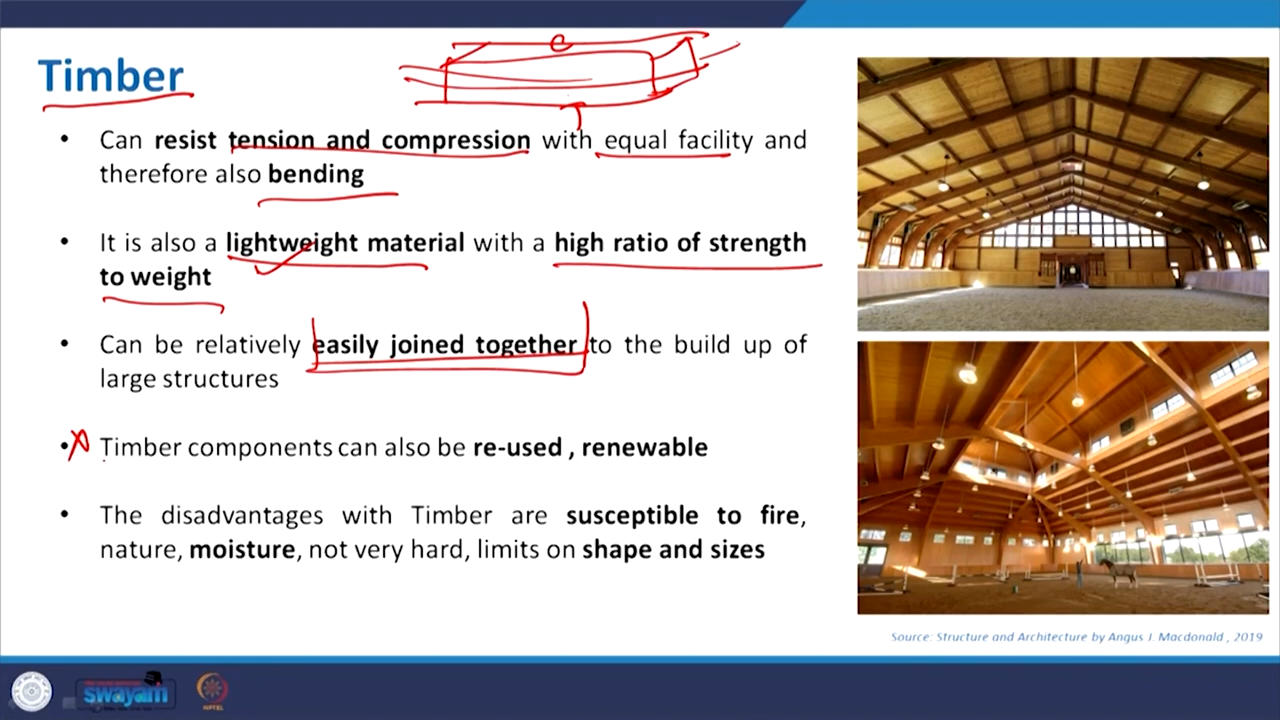 Timber
C
T
• Can resist tension and compression with equal facility and
therefore also bending
• It is also a lightweight material with a high ratio of strength
to weight
• Can be relatively easily joined together to the build up of
large structures
• Timber components can also be re-used , renewable
• The disadvantages with Timber are susceptible to fire,
nature, moisture, not very hard, limits on shape and sizes
Source: Structure and Architecture by Angus J. Macdonald , 2019
swayam
NPTEL